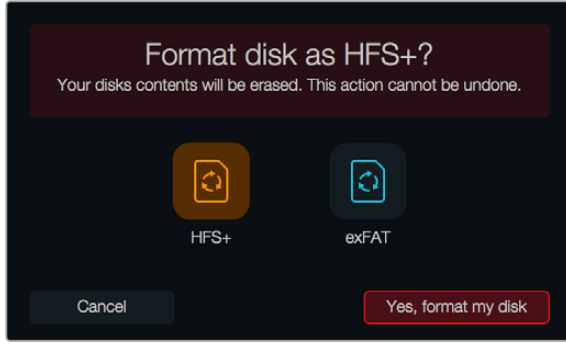 Format disk as HFS+?
Your disks contents will be erased. This action cannot be undone.
HFS+
exFAT
Cancel
Yes, format my disk